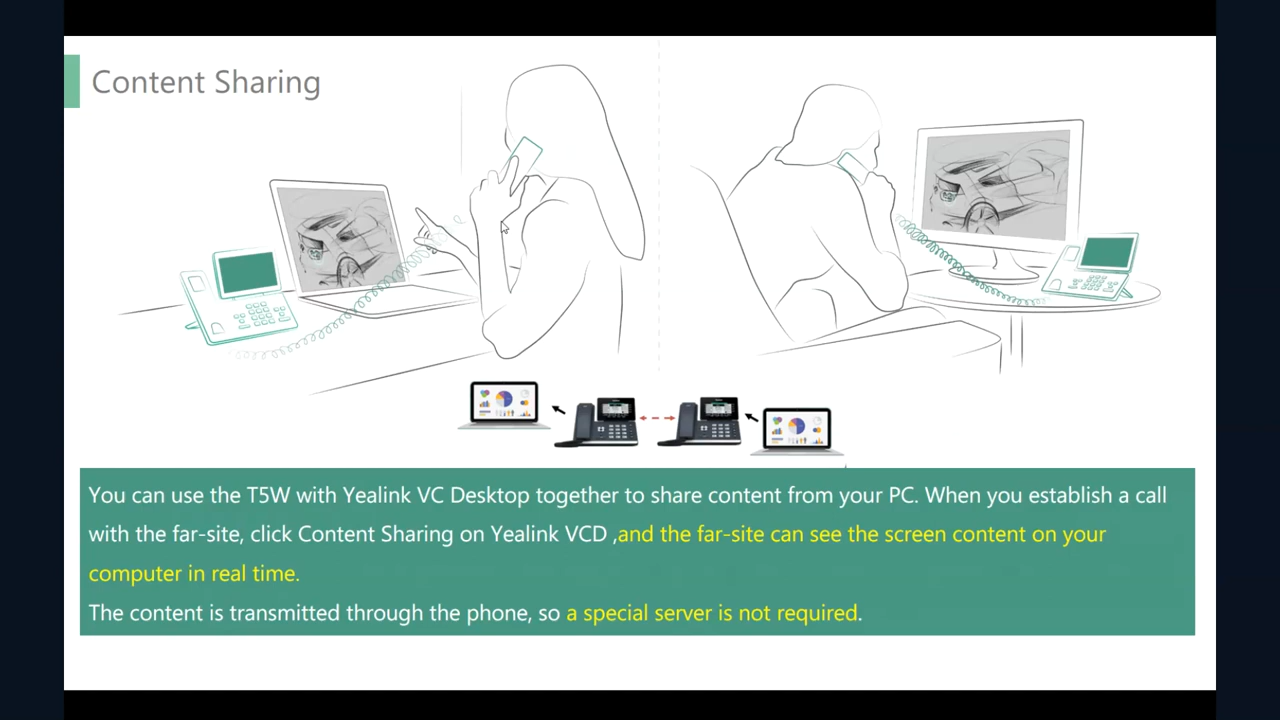 Content Sharing
You can use the T5W with Yealink VC Desktop together to share content from your PC. When you establish a call
with the far-site, click Content Sharing on Yealink VCD ,and the far-site can see the screen content on your
computer in real time.
The content is transmitted through the phone, so a special server is not required.